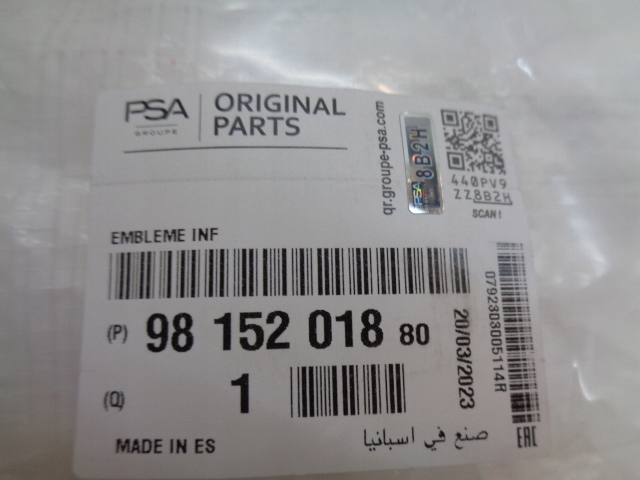 PSA
GROUPE
ORIGINAL
PARTS
qr.groupe-psa.com
PSA 8B2H
440PV9
ZZ8B2H
SCAN!
EMBLEME INF
(P) 98 152 018 80
20/03/2023
0792303005114R
(Q) 1
MADE IN ES
صنع في اسبانيا
EAC